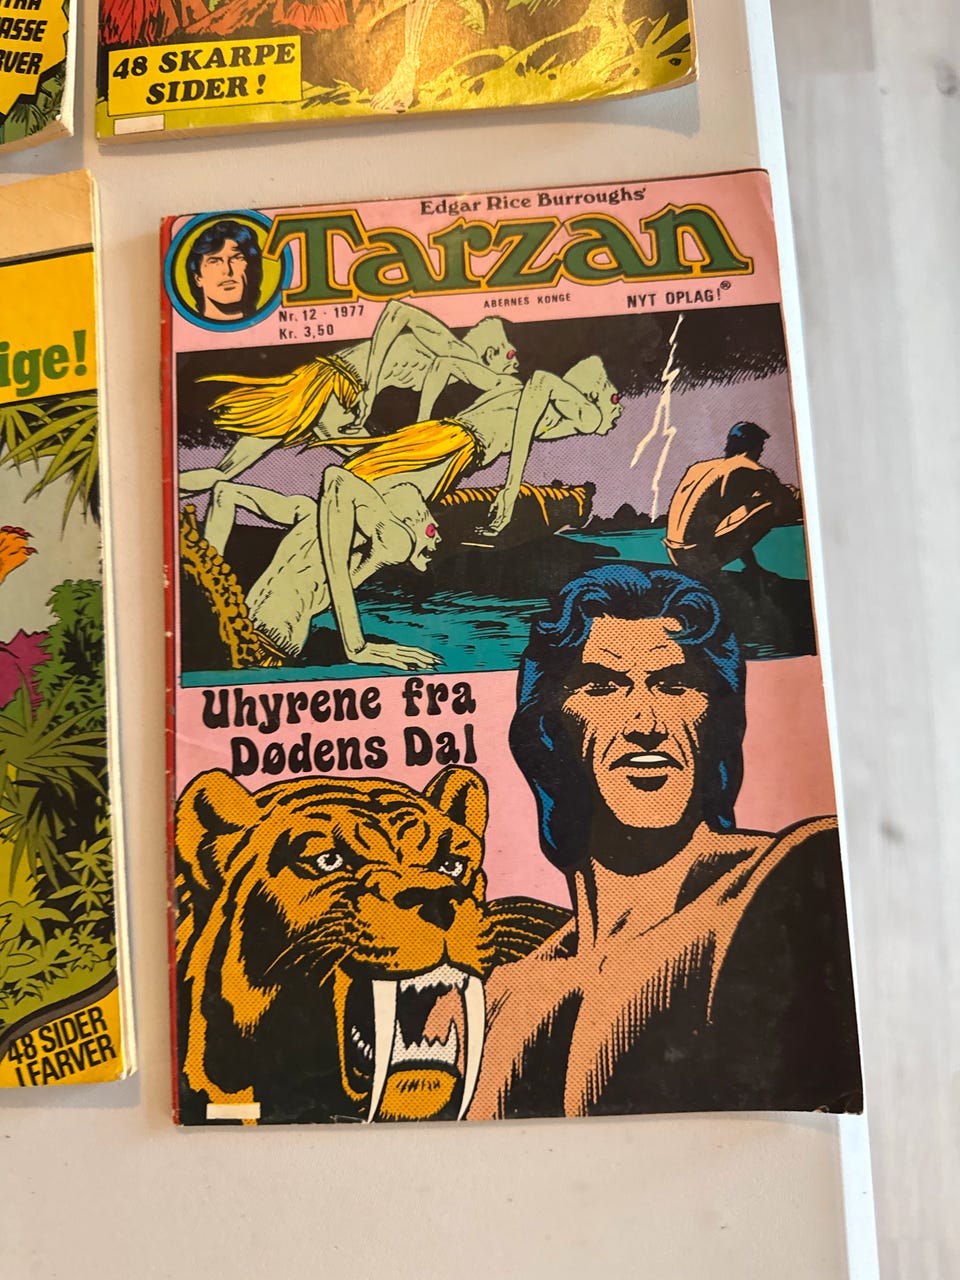 ASSE
48 SKARPE
SIDER!
Edgar Rice Burroughs'
Tarzan
ABERNES KONGE
NYT OPLAG!®
Nr. 12 · 1977
Kr. 3,50
ige!
Uhyrene fra
Dødens Dal
48 SIDER
I FARVER